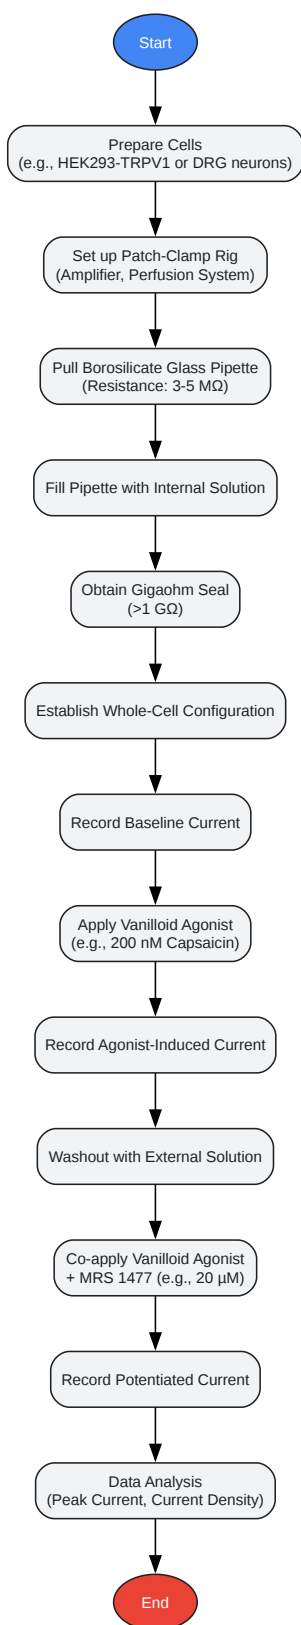 Start
Prepare Cells
(e.g., HEK293-TRPV1 or DRG neurons)
Set up Patch-Clamp Rig
(Amplifier, Perfusion System)
Pull Borosilicate Glass Pipette
(Resistance: 3-5 MΩ)
Fill Pipette with Internal Solution
Obtain Gigaohm Seal
(>1 GΩ)
Establish Whole-Cell Configuration
Record Baseline Current
Apply Vanilloid Agonist
(e.g., 200 nM Capsaicin)
Record Agonist-Induced Current
Washout with External Solution
Co-apply Vanilloid Agonist
+ MRS 1477 (e.g., 20 µM)
Record Potentiated Current
Data Analysis
(Peak Current, Current Density)
End